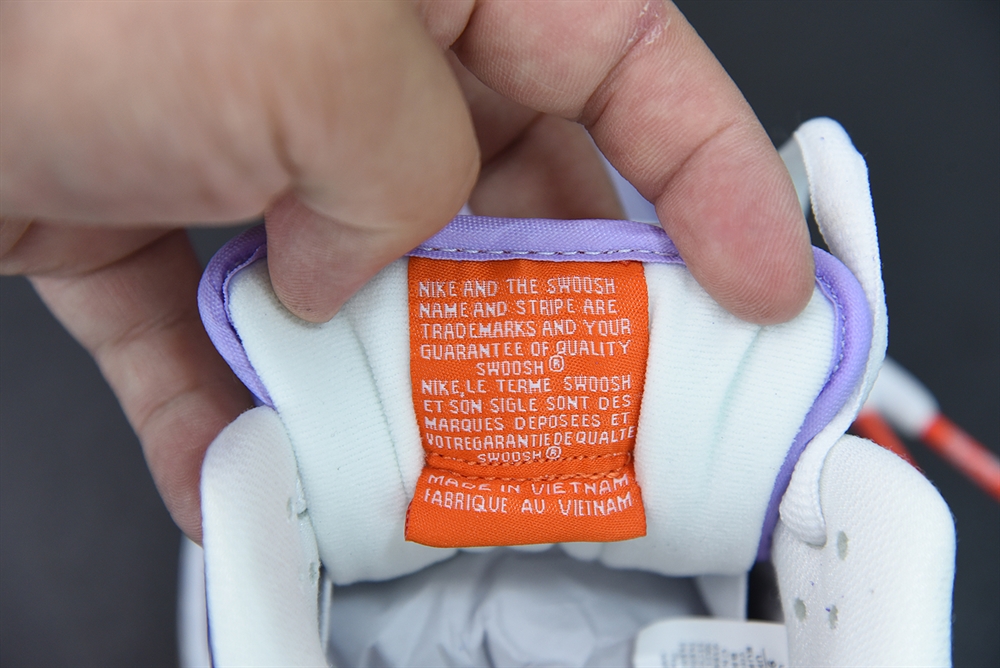 NIKE AND THE SWOOSH
NAME AND STRIPE ARE
TRADEMARKS AND YOUR
GUARANTEE OF QUALITY
SWOOSH®
NIKE, LE TERME SWOOSH
ET SON SIGLE SONT DES
MARQUES DEPOSEES ET
VOTREGARANTIEDEQUALTE
SWOOSH®
MADE IN VIETNAM
FABRIQUE AU VIETNAM